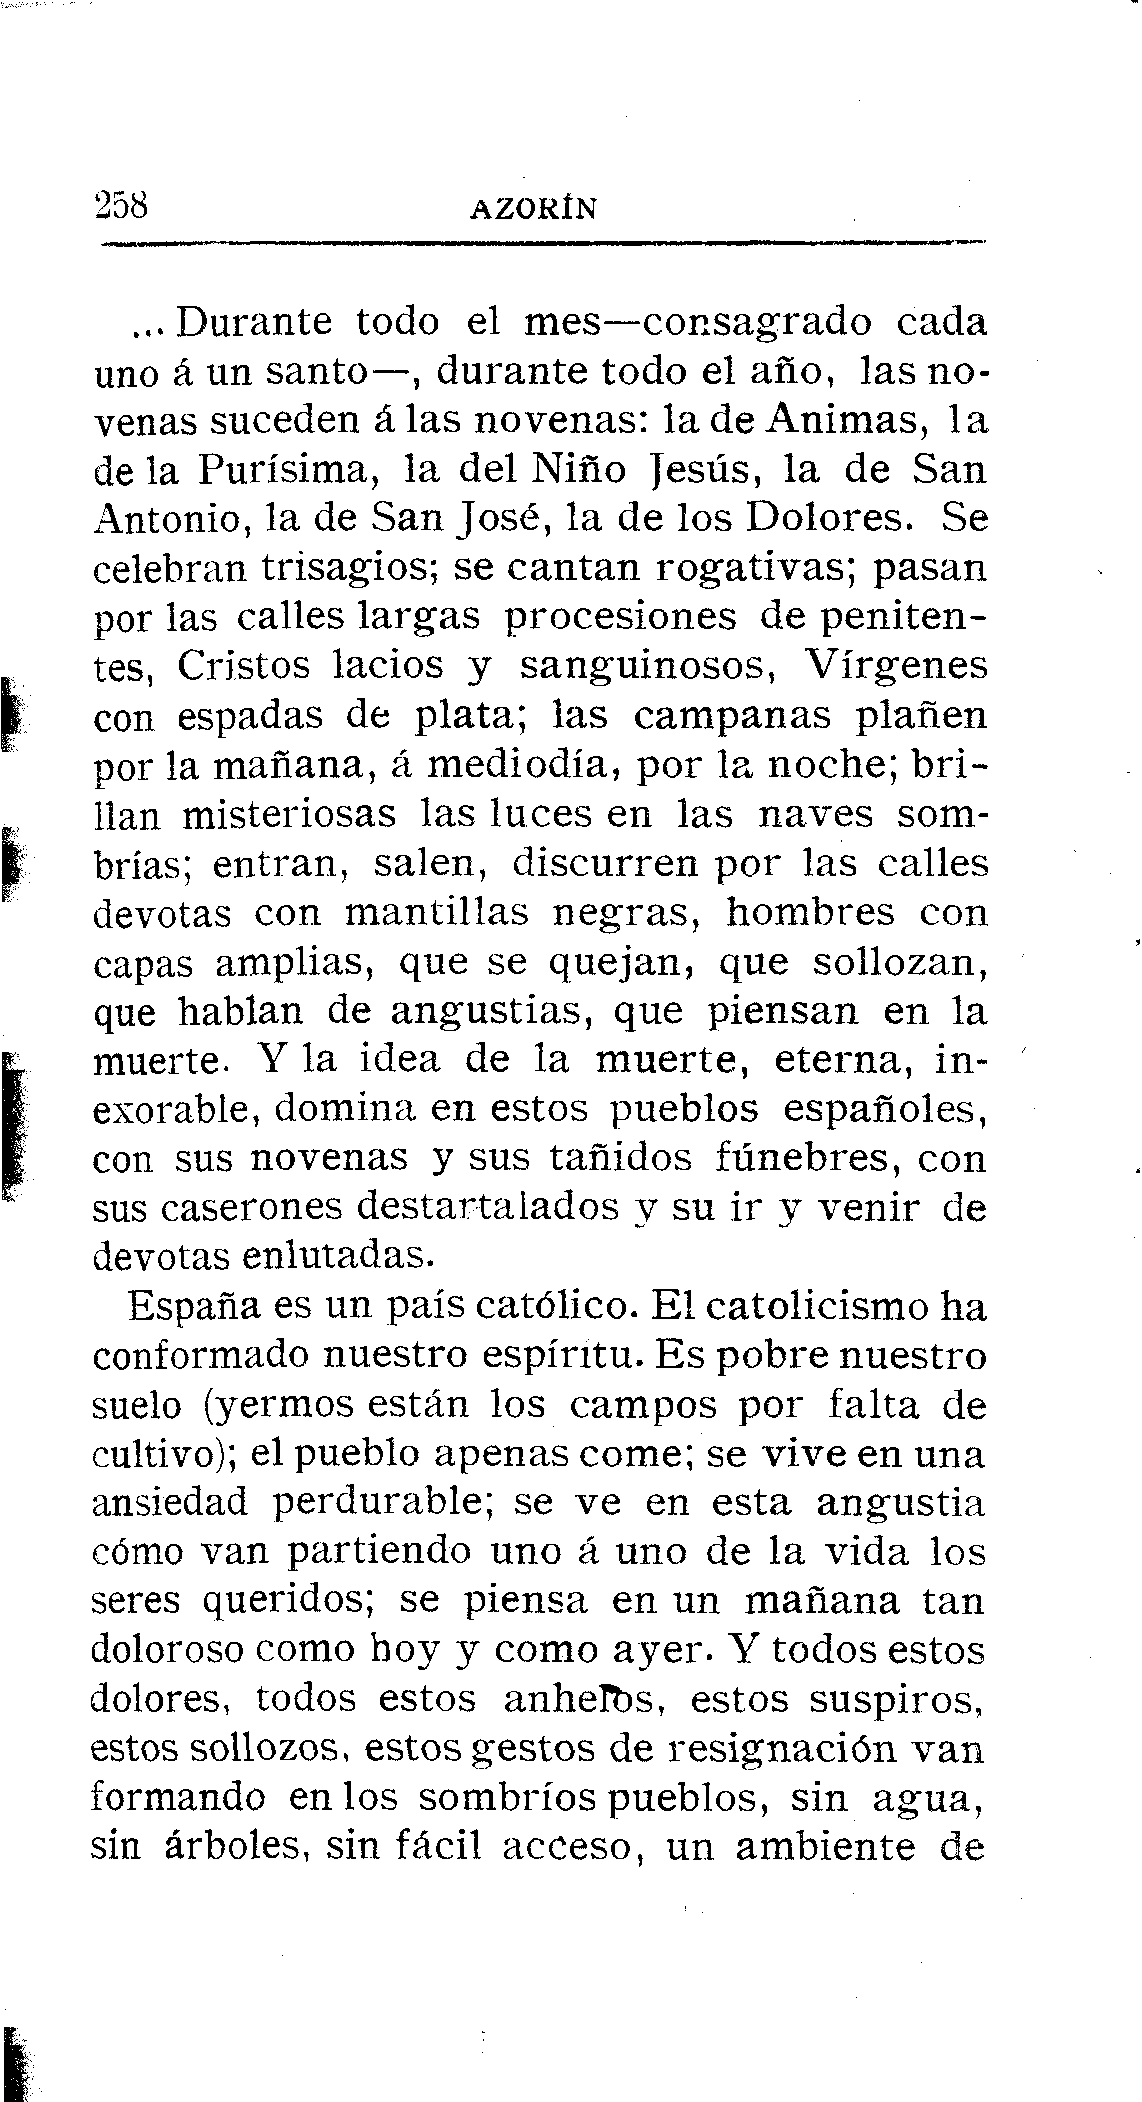 258 AZORÍN
... Durante todo el mes—consagrado cada
uno á un santo—, durante todo el año, las no-
venas suceden á las novenas: la de Animas, la
de la Purísima, la del Niño Jesús, la de San
Antonio, la de San José, la de los Dolores. Se
celebran trisagios; se cantan rogativas; pasan
por las calles largas procesiones de peniten-
tes, Cristos lacios y sanguinosos, Vírgenes
con espadas de plata; las campanas plañen
por la mañana, á mediodía, por la noche; bri-
llan misteriosas las luces en las naves som-
brías; entran, salen, discurren por las calles
devotas con mantillas negras, hombres con
capas amplias, que se quejan, que sollozan,
que hablan de angustias, que piensan en la
muerte. Y la idea de la muerte, eterna, in-
exorable, domina en estos pueblos españoles,
con sus novenas y sus tañidos fúnebres, con
sus caserones destartalados y su ir y venir de
devotas enlutadas.
España es un país católico. El catolicismo ha
conformado nuestro espíritu. Es pobre nuestro
suelo (yermos están los campos por falta de
cultivo); el pueblo apenas come; se vive en una
ansiedad perdurable; se ve en esta angustia
cómo van partiendo uno á uno de la vida los
seres queridos; se piensa en un mañana tan
doloroso como hoy y como ayer. Y todos estos
dolores, todos estos anhelos, estos suspiros,
estos sollozos, estos gestos de resignación van
formando en los sombríos pueblos, sin agua,
sin árboles, sin fácil acceso, un ambiente de